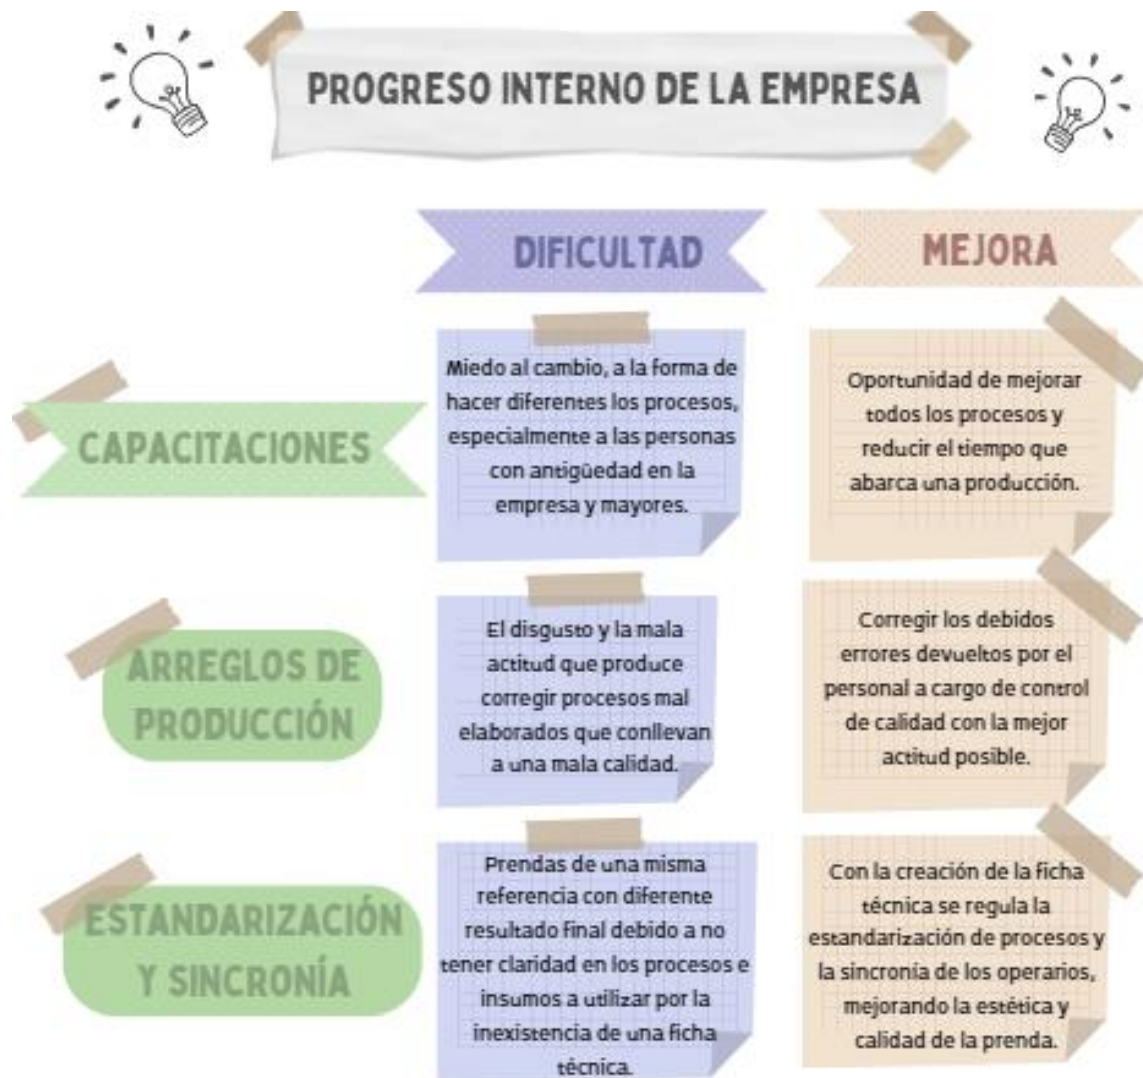 PROGRESO INTERNO DE LA EMPRESA
DIFICULTAD
MEJORA
CAPACITACIONES
Miedo al cambio, a la forma de
hacer diferentes los procesos,
especialmente a las personas
con antigüedad en la
empresa y mayores.
Oportunidad de mejorar
todos los procesos y
reducir el tiempo que
abarca una producción.
ARREGLOS DE
PRODUCCIÓN
El disgusto y la mala
actitud que produce
corregir procesos mal
elaborados que conllevan
a una mala calidad.
Corregir los debidos
errores devueltos por el
personal a cargo de control
de calidad con la mejor
actitud posible.
ESTANDARIZACIÓN
Y SINCRONÍA
Prendas de una misma
referencia con diferente
resultado final debido a no
tener claridad en los procesos e
insumos a utilizar por la
inexistencia de una ficha
técnica.
Con la creación de la ficha
técnica se regula la
estandarización de procesos y
la sincronía de los operarios,
mejorando la estética y
calidad de la prenda.